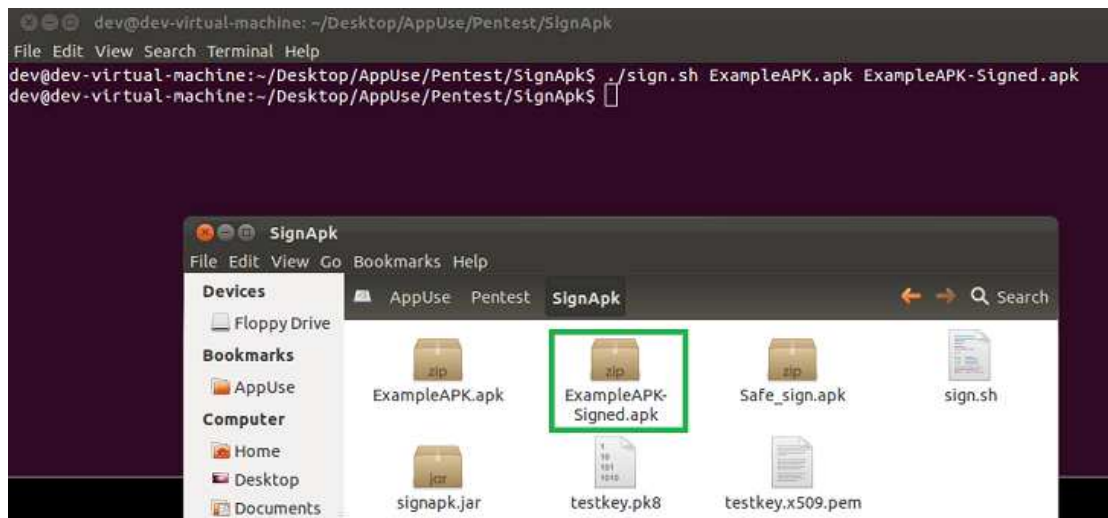 dev@dev-virtual-machine: ~/Desktop/AppUse/Pentest/SignApk
File Edit View Search Terminal Help
dev@dev-virtual-machine:~/Desktop/AppUse/Pentest/SignApk$ ./sign.sh ExampleAPK.apk ExampleAPK-Signed.apk
dev@dev-virtual-machine:~/Desktop/AppUse/Pentest/SignApk$
SignApk
File Edit View Go Bookmarks Help
Devices
AppUse Pentest SignApk
Search
Floppy Drive
Bookmarks
AppUse
Computer
Home
Desktop
Documents
zip
ExampleAPK.apk
zip
ExampleAPK-
Signed.apk
zip
Safe_sign.apk
sign.sh
jar
signapk.jar
1
10
101
1010
testkey.pk8
testkey.x509.pem